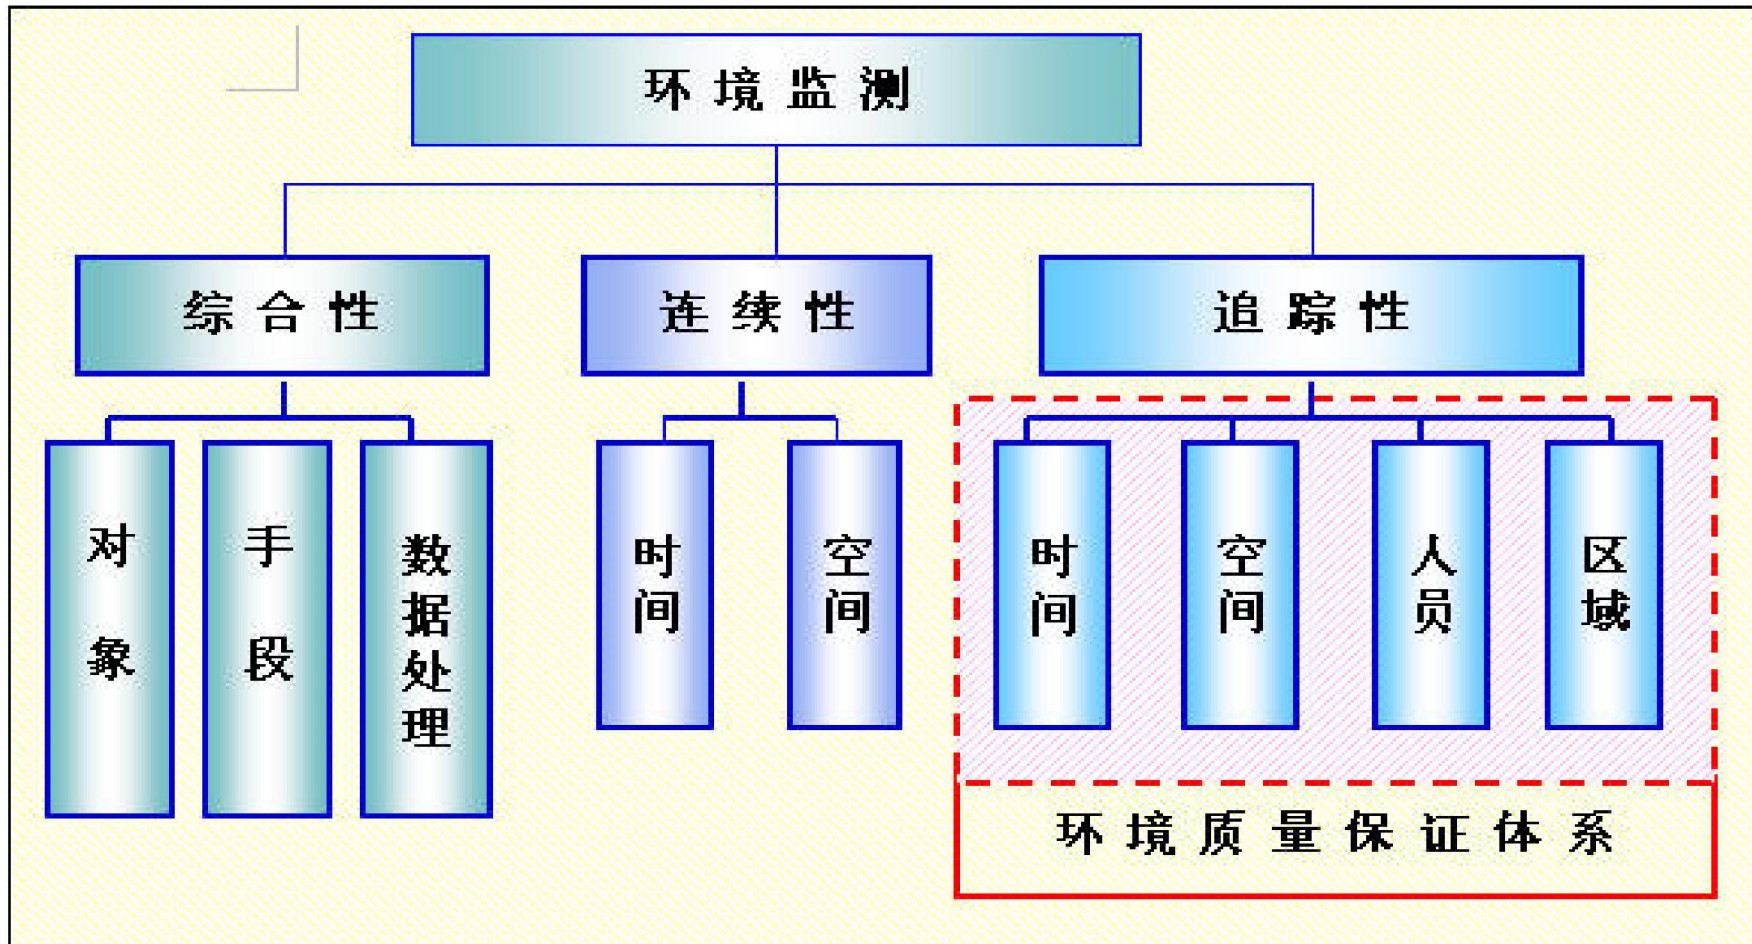 环境监测
综合性
连续性
追踪性
对象
手段
数据处理
时间
空间
时间
空间
人员
区域
环境质量保证体系